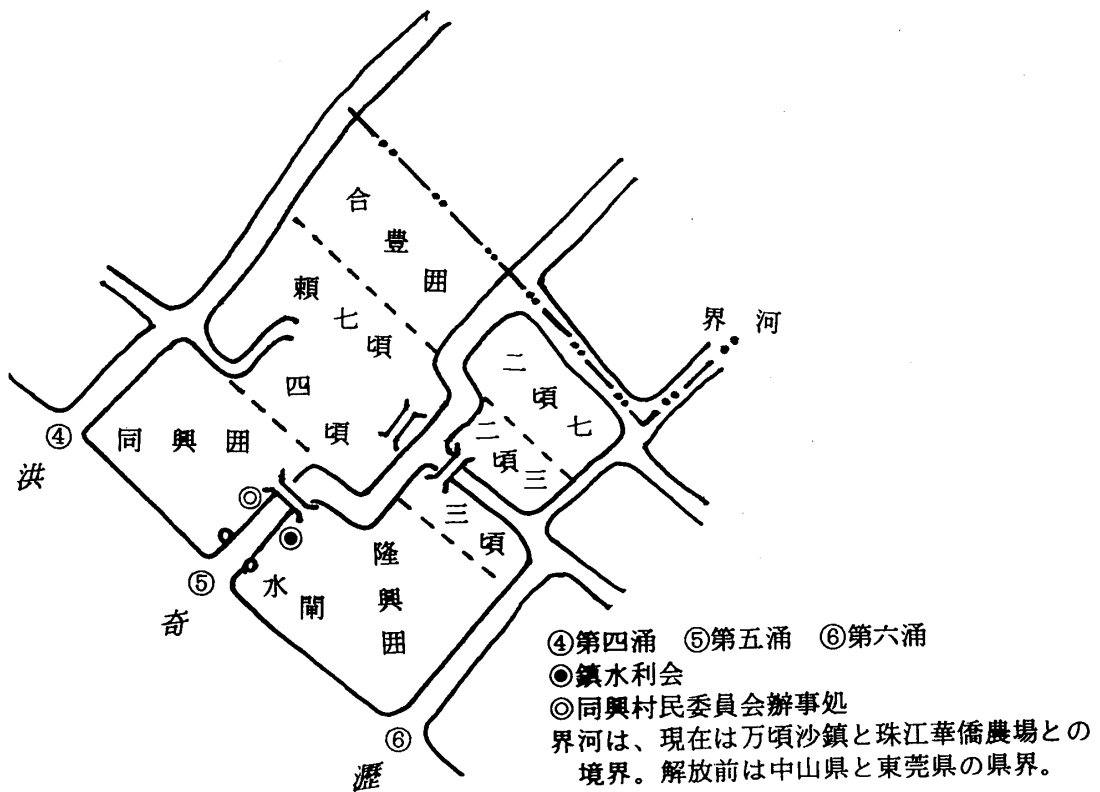 合豊囲
頼七頃
四頃
同興囲
二頃七
二頃三
三頃
隆興囲
水閘
界河
④
⑤
⑥
洪奇瀝
④第四涌 ⑤第五涌 ⑥第六涌
◉鎮水利会
◎同興村民委員会辦事処
界河は、現在は万頃沙鎮と珠江華僑農場との
境界。解放前は中山県と東莞県の県界。